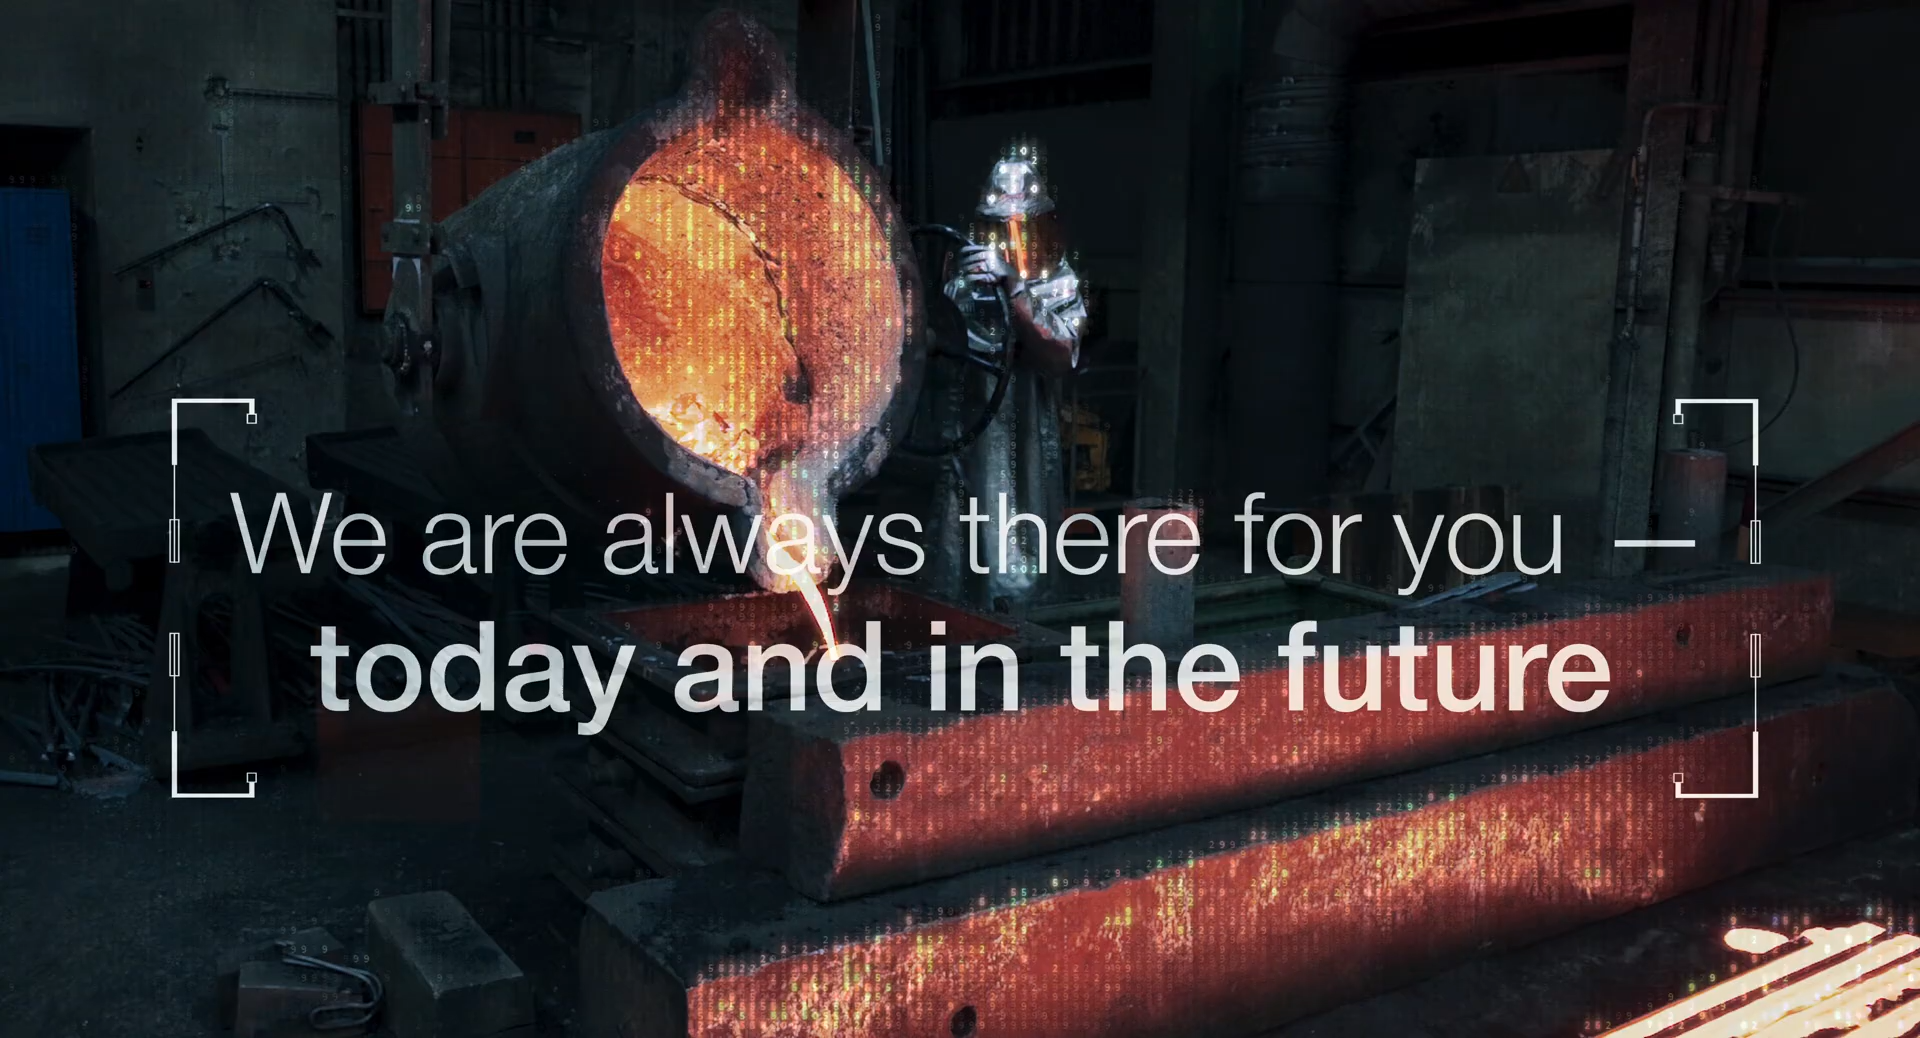 We are always there for you —
today and in the future